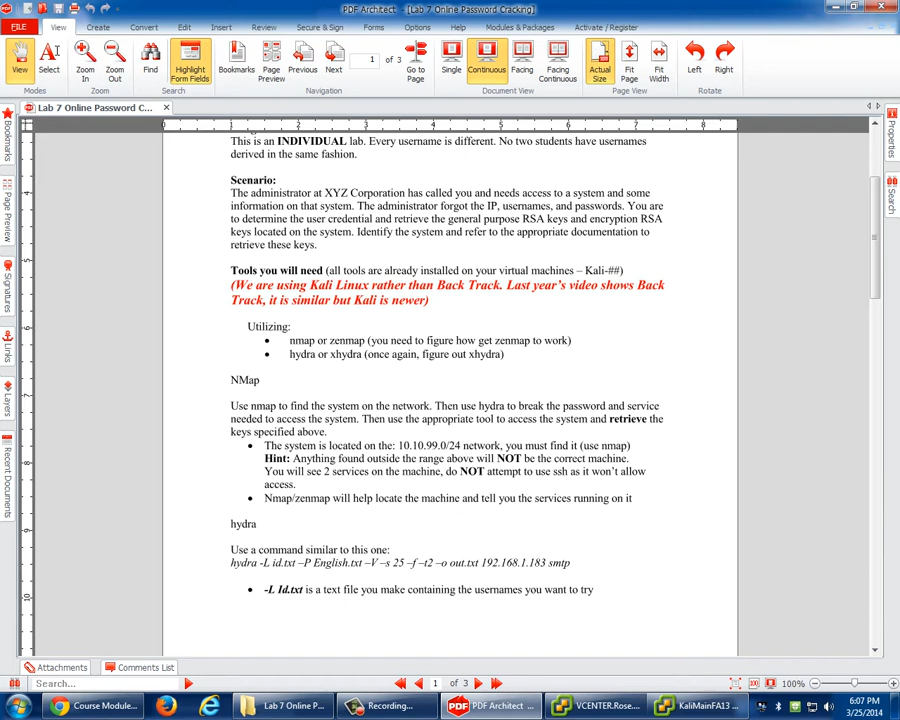 PDF Architect - [Lab 7 Online Password Cracking]
FILE View Create Edit Insert Review Secure & Sign Forms Options Modules & Packages Activate / Register
View Select Zoom In Zoom Out Find Highlight Form Fields Bookmarks Page Preview Previous Next 1 of 3 Go to Page Single Continuous Facing Facing Continuous Actual Size Fit Page Fit Width Left Right
Modes Zoom Search Navigation Document View Page View Rotate
Lab 7 Online Password C...
0 1 2 3 4 5 6 7 8
This is an INDIVIDUAL lab. Every username is different. No two students have usernames
derived in the same fashion.
Scenario:
The administrator at XYZ Corporation has called you and needs access to a system and some
information on that system. The administrator forgot the IP, usernames, and passwords. You are
to determine the user credential and retrieve the general purpose RSA keys and encryption RSA
keys located on the system. Identify the system and refer to the appropriate documentation to
retrieve these keys.
Tools you will need (all tools are already installed on your virtual machines – Kali-##)
(We are using Kali Linux rather than Back Track. Last year's video shows Back
Track, it is similar but Kali is newer)
Utilizing:
• nmap or zenmap (you need to figure how get zenmap to work)
• hydra or xhydra (once again, figure out xhydra)
NMap
Use nmap to find the system on the network. Then use hydra to break the password and service
needed to access the system. Then use the appropriate tool to access the system and retrieve the
keys specified above.
• The system is located on the: 10.10.99.0/24 network, you must find it (use nmap)
Hint: Anything found outside the range above will NOT be the correct machine.
You will see 2 services on the machine, do NOT attempt to use ssh as it won't allow
access.
• Nmap/zenmap will help locate the machine and tell you the services running on it
hydra
Use a command similar to this one:
hydra -L id.txt –P English.txt –V –s 25 –f –t2 –o out.txt 192.168.1.183 smtp
• -L Id.txt is a text file you make containing the usernames you want to try
4
5
6
7
8
9
10
Bookmarks
Page Preview
Signatures
Links
Layers
Recent Documents
Properties
Search
Attachments Comments List
Search... 1 of 3 100%
Course Module... Lab 7 Online P... Recording... PDF Architect ... VCENTER.Rose... KaliMainFA13 ... 6:07 PM
3/25/2014